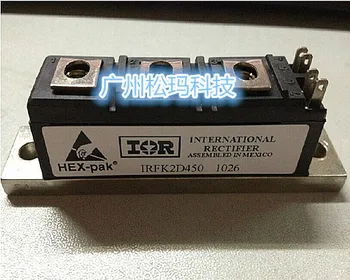 广州松玛科技
HEX-pak
IOR
INTERNATIONAL
RECTIFIER
ASSEMBLED IN MEXICO
IRFK2D450 1026